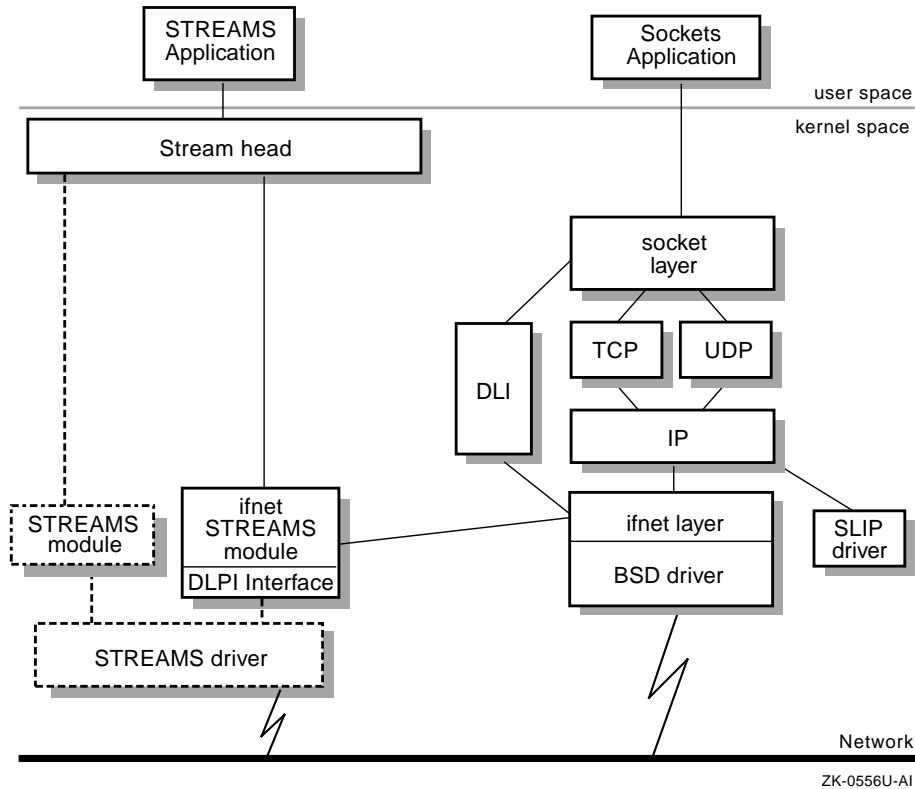 STREAMS
Application
Sockets
Application
user space
kernel space
Stream head
socket
layer
TCP
UDP
DLI
IP
STREAMS
module
ifnet
STREAMS
module
DLPI Interface
ifnet layer
BSD driver
SLIP
driver
STREAMS driver
Network
ZK-0556U-AI